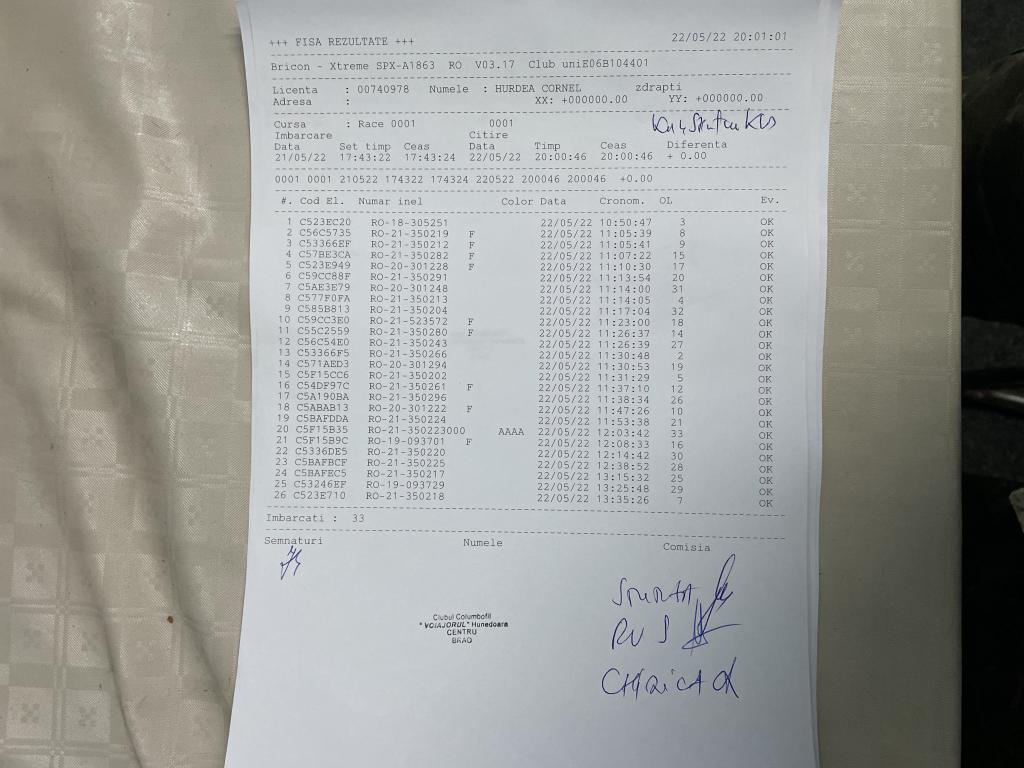 +++ FISA REZULTATE +++ 22/05/22 20:01:01
Bricon - Xtreme SPX-A1863 RO V03.17 Club uniE06B104401
Licenta : 00740978 Numele : HURDEA CORNEL zdrapti
Adresa : XX: +000000.00 YY: +000000.00
Cursa : Race 0001 0001
Imbarcare Citire
Data Set timp Ceas Data Timp Ceas Diferenta
21/05/22 17:43:22 17:43:24 22/05/22 20:00:46 20:00:46 + 0.00
0001 0001 210522 174322 174324 220522 200046 200046 +0.00
#. Cod El. Numar inel Color Data Cronom. OL Ev.
1 C523EC20 RO-18-305251 22/05/22 10:50:47 3 OK
2 C56C5735 RO-21-350219 F 22/05/22 11:05:39 8 OK
3 C53366EF RO-21-350212 F 22/05/22 11:05:41 9 OK
4 C57BE3CA RO-21-350282 F 22/05/22 11:07:22 15 OK
5 C523E949 RO-20-301228 F 22/05/22 11:10:30 17 OK
6 C59CC88F RO-21-350291 22/05/22 11:13:54 20 OK
7 C5AE3E79 RO-20-301248 22/05/22 11:14:00 31 OK
8 C577F0FA RO-21-350213 22/05/22 11:14:05 4 OK
9 C585B813 RO-21-350204 22/05/22 11:17:04 32 OK
10 C59CC3E0 RO-21-523572 F 22/05/22 11:23:00 18 OK
11 C55C2559 RO-21-350280 F 22/05/22 11:26:37 14 OK
12 C56C54E0 RO-21-350243 22/05/22 11:26:39 27 OK
13 C53366F5 RO-21-350266 22/05/22 11:30:48 2 OK
14 C571AED3 RO-20-301294 22/05/22 11:30:53 19 OK
15 C5F15CC6 RO-21-350202 22/05/22 11:31:29 5 OK
16 C54DF97C RO-21-350261 F 22/05/22 11:37:10 12 OK
17 C5A190BA RO-21-350296 22/05/22 11:38:34 26 OK
18 C5ABAB13 RO-20-301222 F 22/05/22 11:47:26 10 OK
19 C5BAFDDA RO-21-350224 22/05/22 11:53:38 21 OK
20 C5F15B35 RO-21-350223000 AAAA 22/05/22 12:03:42 33 OK
21 C5F15B9C RO-19-093701 F 22/05/22 12:08:33 16 OK
22 C5336DE5 RO-21-350220 22/05/22 12:14:42 30 OK
23 C5BAFBCF RO-21-350225 22/05/22 12:38:52 28 OK
24 C5BAFEC5 RO-21-350217 22/05/22 13:15:32 25 OK
25 C53246EF RO-19-093729 22/05/22 13:25:48 29 OK
26 C523E710 RO-21-350218 22/05/22 13:35:26 7 OK
Imbarcati : 33
Semnaturi Numele Comisia
Clubul Columbofil
"VOIAJORUL" Hunedoara
CENTRU
BRAD
RUS